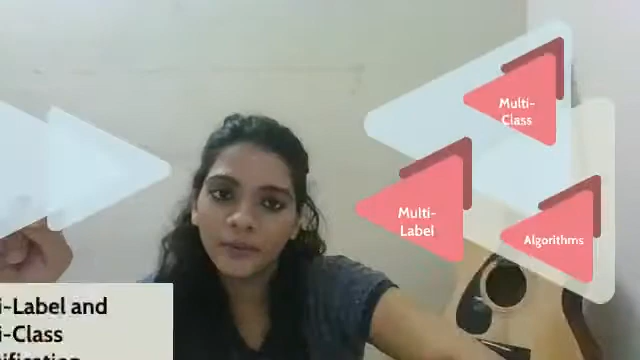 Multi-
Class
Multi-
Label
Algorithms
i-Label and
i-Class